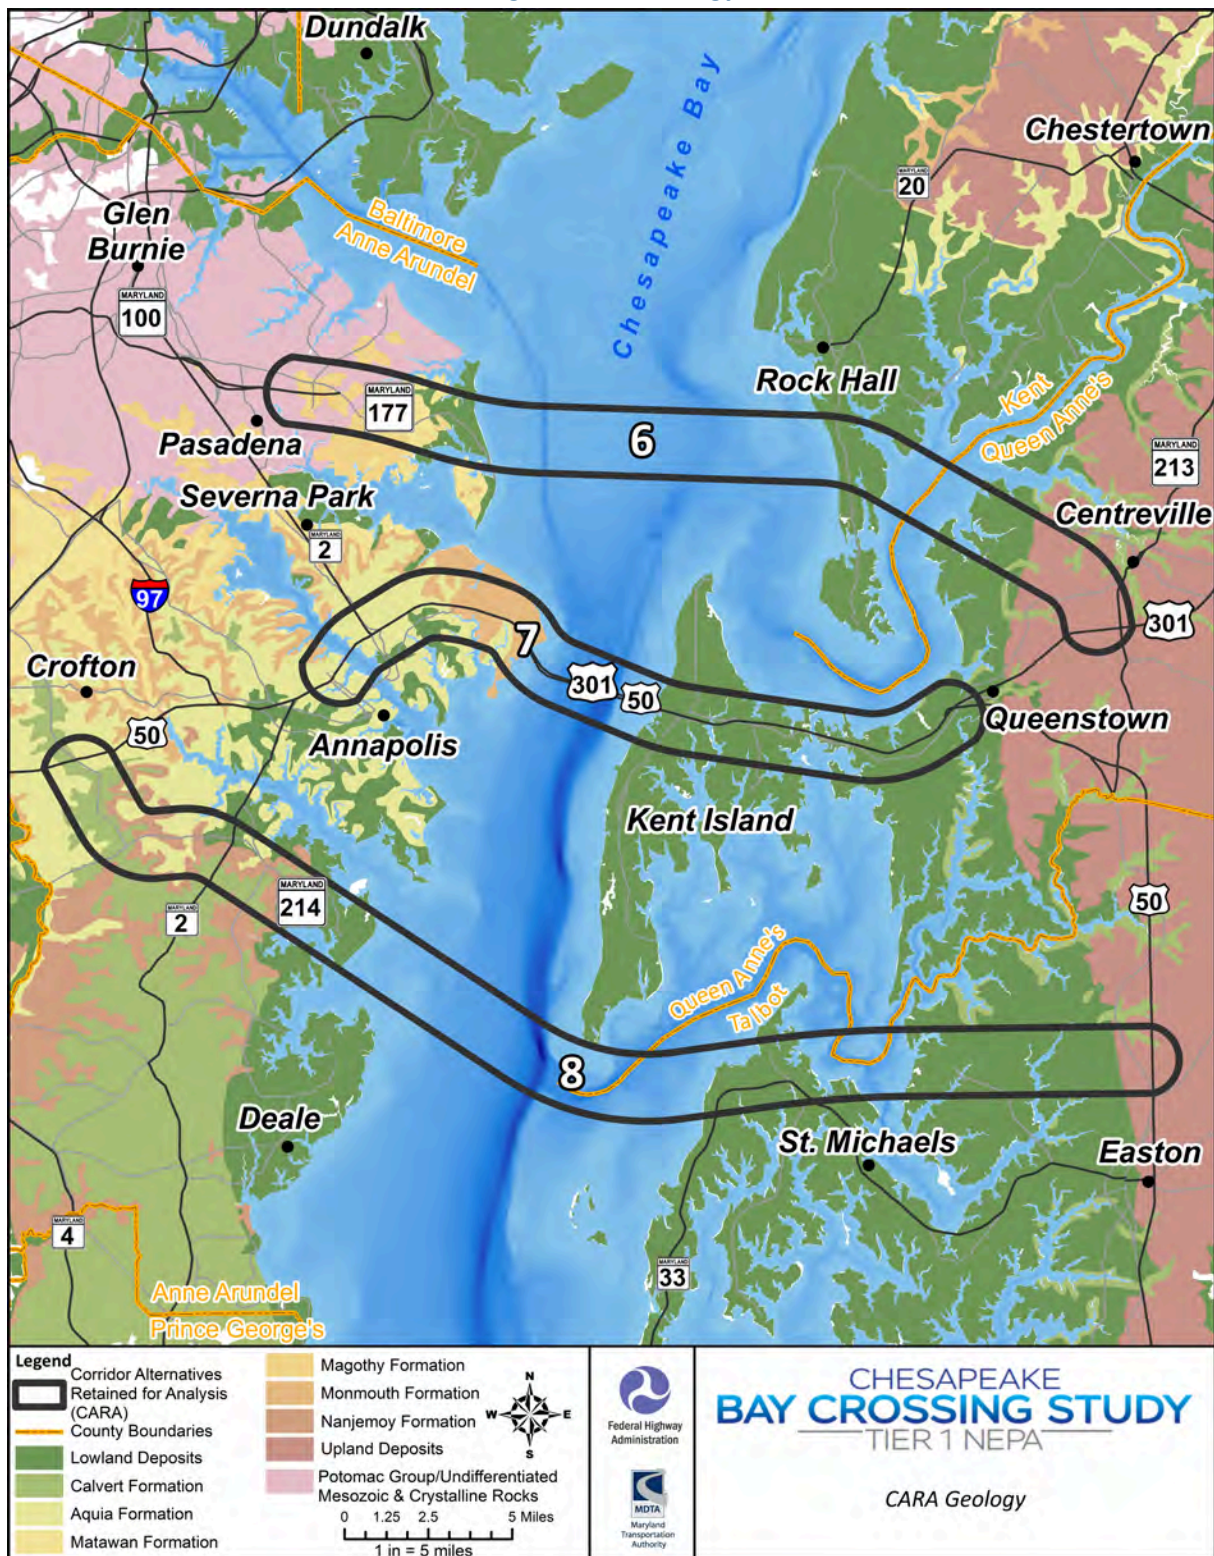 Dundalk
Chesapeake Bay
Chestertown
MARYLAND
20
Glen
Burnie
Baltimore
Anne Arundel
MARYLAND
100
Rock Hall
Kent
Queen Anne's
MARYLAND
177
6
MARYLAND
213
Pasadena
Severna Park
Centreville
MARYLAND
2
97
301
7
Crofton
301
50
50
Annapolis
Queenstown
Kent Island
MARYLAND
214
MARYLAND
2
50
Queen Anne's
Talbot
8
Deale
St. Michaels
Easton
MARYLAND
4
MARYLAND
33
Anne Arundel
Prince George's
Legend
Corridor Alternatives
Retained for Analysis
(CARA)
County Boundaries
Lowland Deposits
Calvert Formation
Aquia Formation
Matawan Formation
Magothy Formation
Monmouth Formation
Nanjemoy Formation
Upland Deposits
Potomac Group/Undifferentiated
Mesozoic & Crystalline Rocks
N
W E
S
0 1.25 2.5 5 Miles
1 in = 5 miles
Federal Highway
Administration
MDTA
Maryland
Transportation
Authority
CHESAPEAKE
BAY CROSSING STUDY
TIER 1 NEPA
CARA Geology